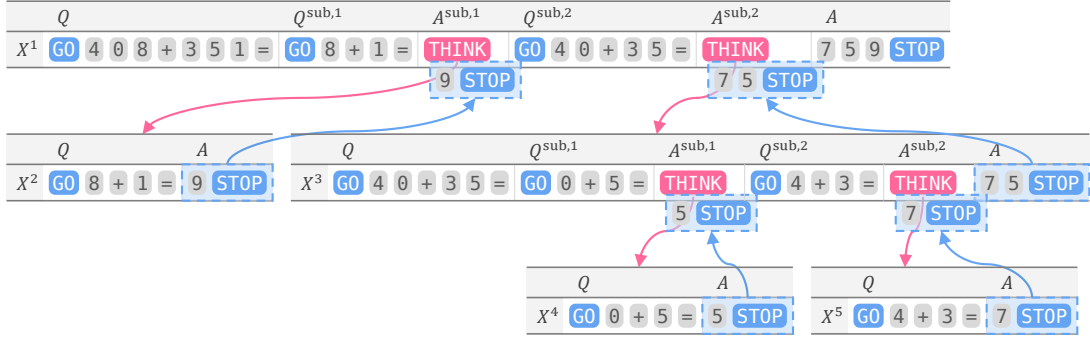 Q Q^sub,1 A^sub,1 Q^sub,2 A^sub,2 A
X^1 GO 4 0 8 + 3 5 1 = GO 8 + 1 = THINK GO 4 0 + 3 5 = THINK 7 5 9 STOP
9 STOP 7 5 STOP
Q A Q Q^sub,1 A^sub,1 Q^sub,2 A^sub,2 A
X^2 GO 8 + 1 = 9 STOP X^3 GO 4 0 + 3 5 = GO 0 + 5 = THINK GO 4 + 3 = THINK 7 5 STOP
5 STOP 7 STOP
Q A Q A
X^4 GO 0 + 5 = 5 STOP X^5 GO 4 + 3 = 7 STOP